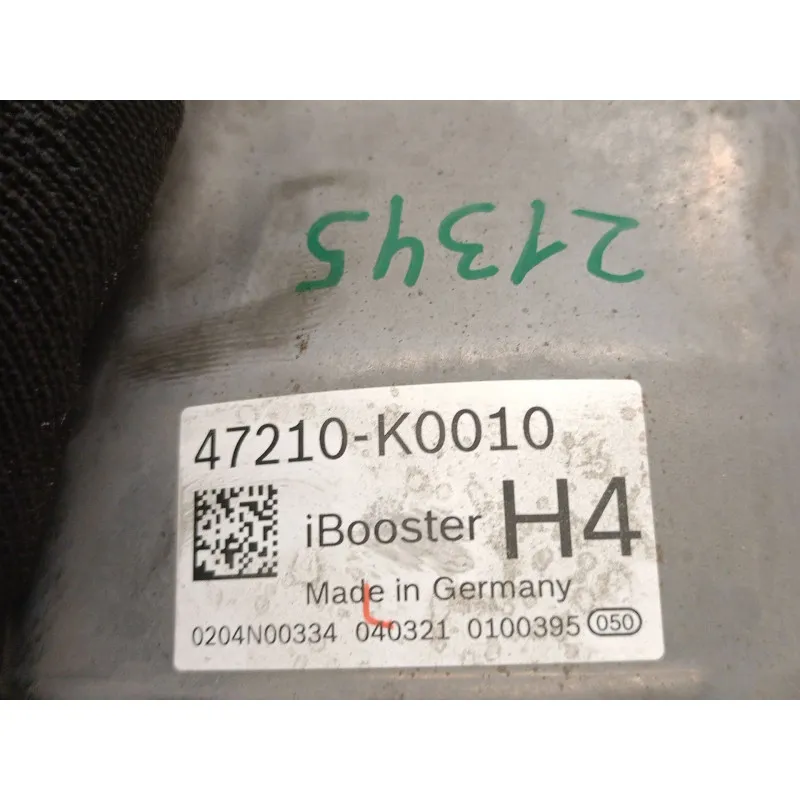 21345
47210-K0010
iBooster H4
Made in Germany
0204N00334 040321 0100395 050